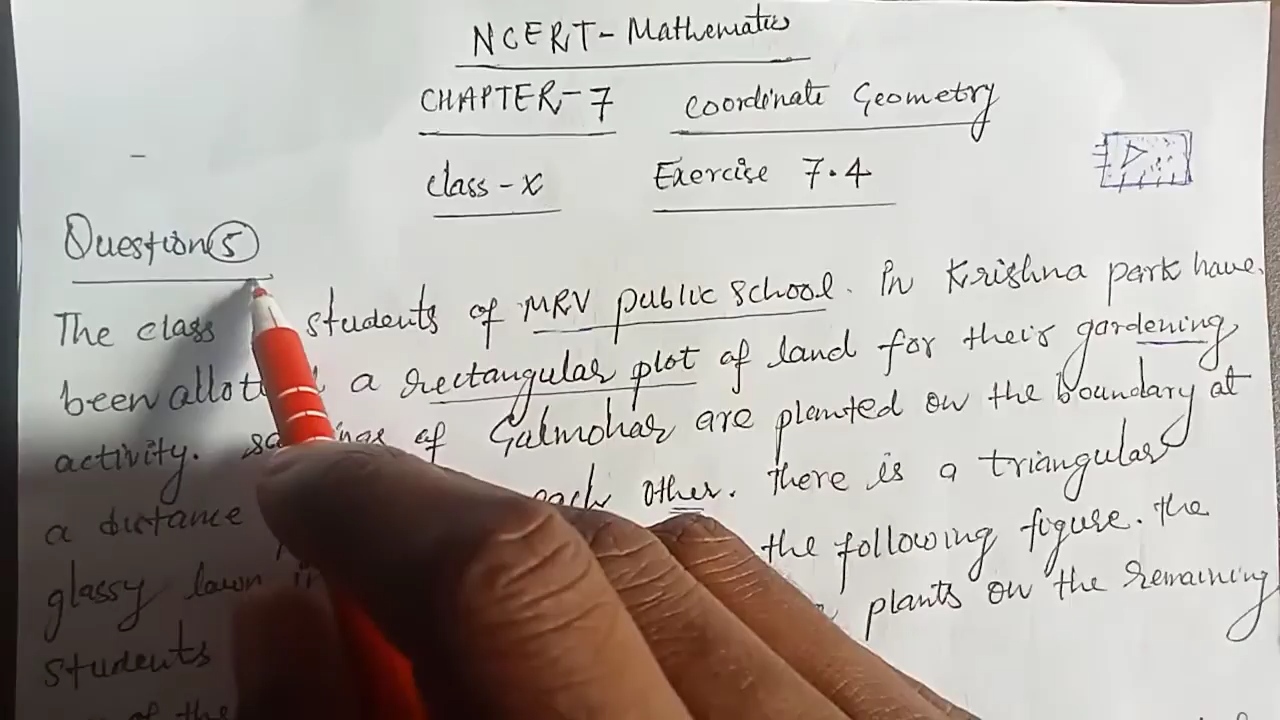 NCERT - Mathematics
CHAPTER-7 Coordinate Geometry
class-X Exercise 7.4
Question 5
The class students of MRV public school. In Krishna park have
been allot a rectangular plot of land for their gardening
activity. of Gulmohar are planted on the boundary at
a distance each other. There is a triangular
glassy lawn the following figure. The
students plants on the remaining
of the